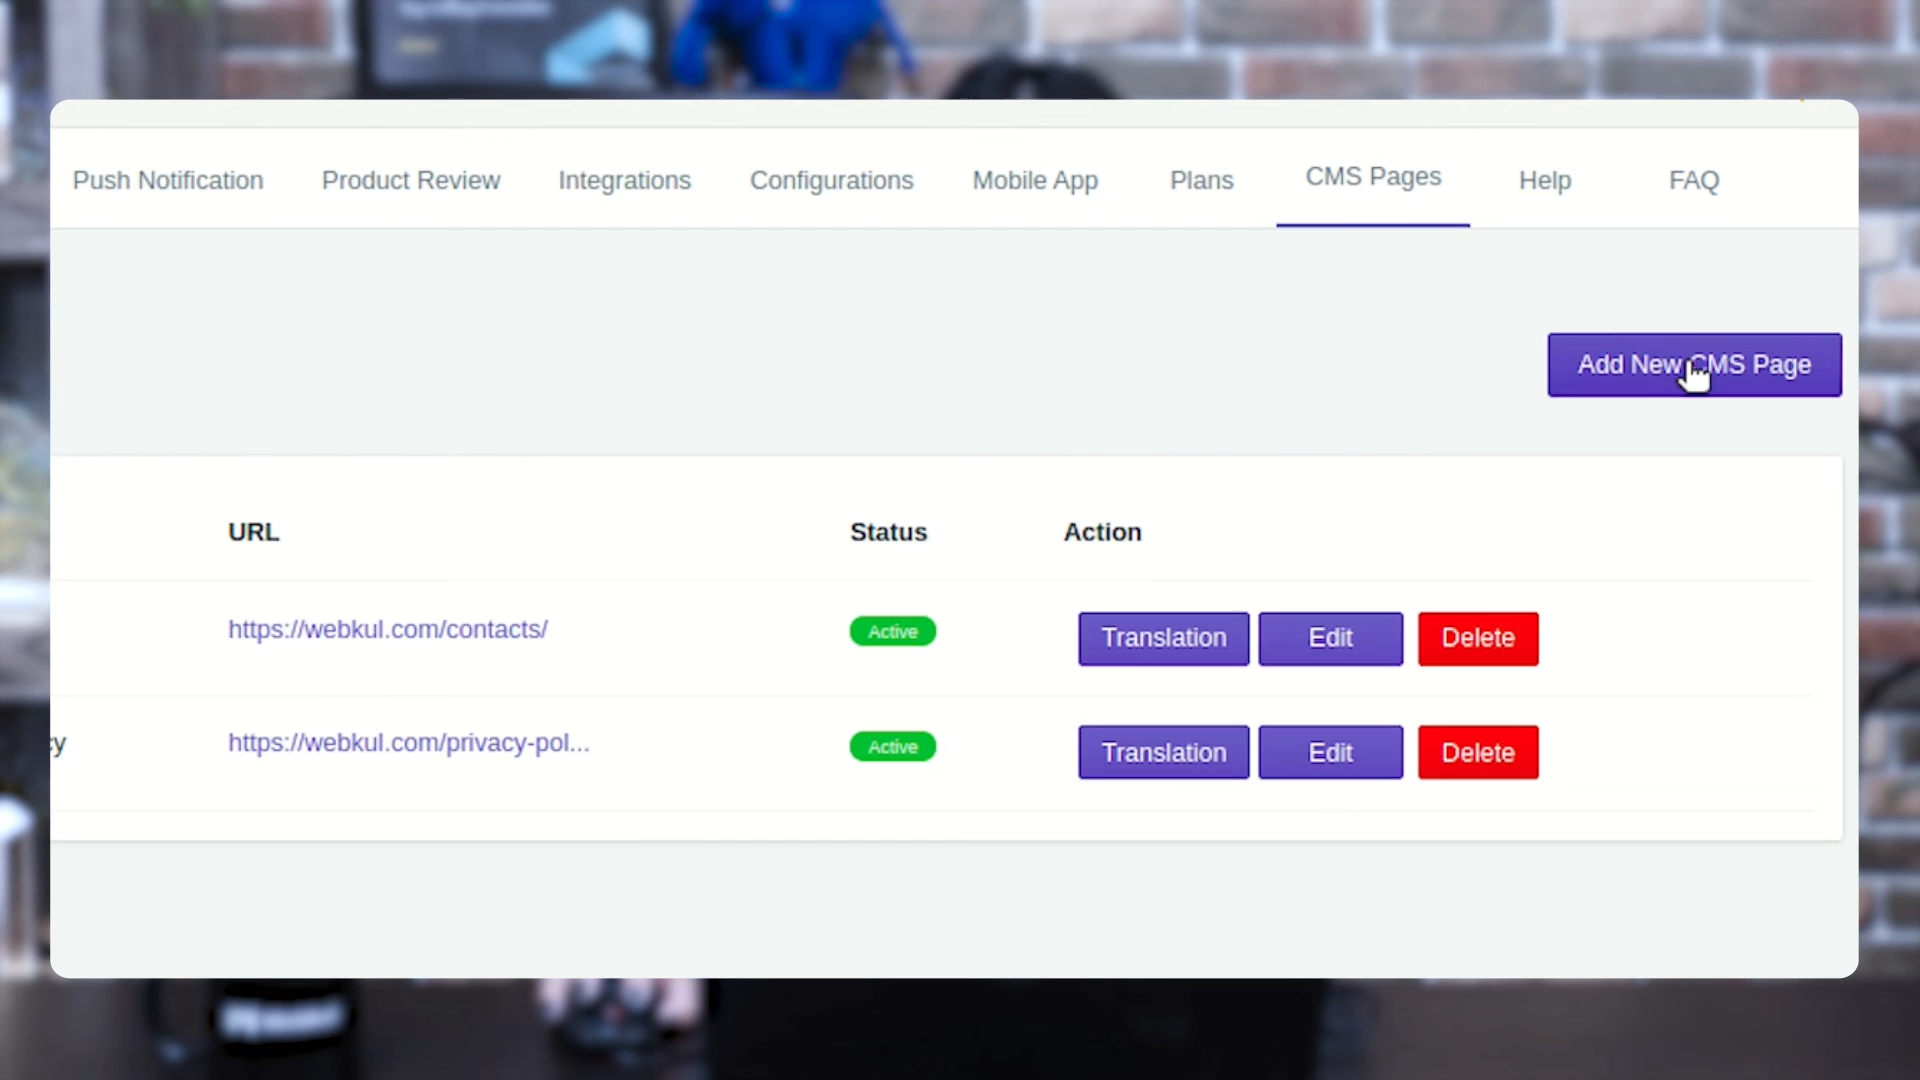 Push Notification Product Review Integrations Configurations Mobile App Plans CMS Pages Help FAQ
Add New CMS Page
URL Status Action
https://webkul.com/contacts/ Active Translation Edit Delete
cy https://webkul.com/privacy-pol... Active Translation Edit Delete